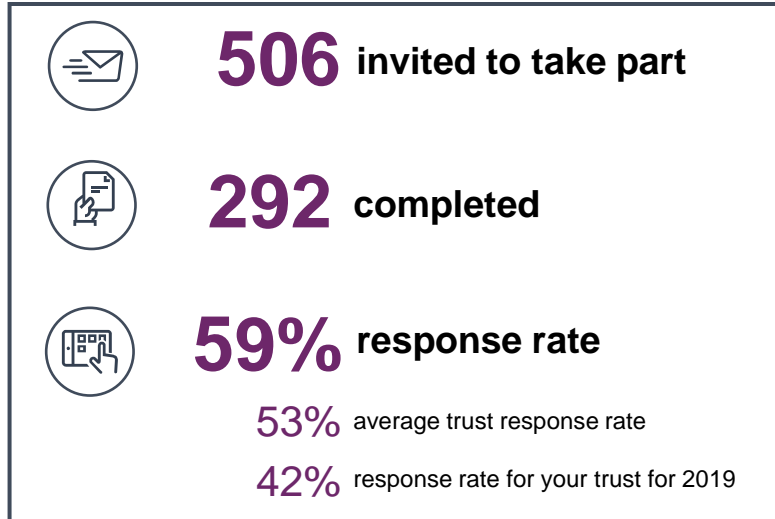 506 invited to take part
292 completed
59% response rate
53% average trust response rate
42% response rate for your trust for 2019